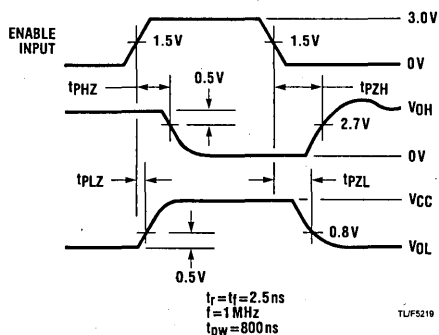 ENABLE
INPUT
3.0V
1.5V
1.5V
0V
tPHZ
0.5V
tPZH
VOH
2.7V
0V
tPLZ
tPZL
VCC
0.8V
VOL
0.5V
tr=tf=2.5ns
f=1MHz
tpw=800ns
TL/F5219